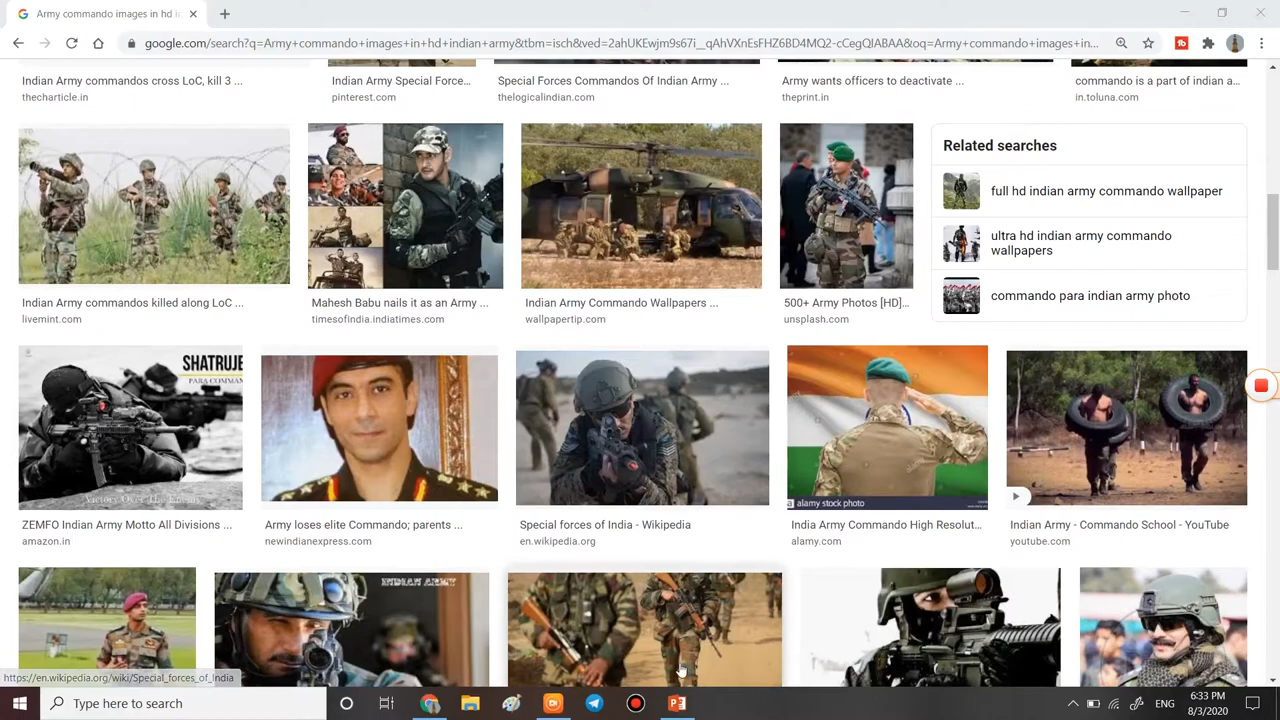 Army commando images in hd i
google.com/search?q=Army+commando+images+in+hd+indian+army&tbm=isch&ved=2ahUKEwjm9s67i_qAhVXnEsFHZ6BD4MQ2-cCegQIABAA&oq=Army+commando+images+in...
Indian Army commandos cross LoC, kill 3 ...
thecharticle.in
Indian Army Special Force...
pinterest.com
Special Forces Commandos Of Indian Army ...
thelogicalindian.com
Army wants officers to deactivate ...
theprint.in
commando is a part of indian a...
in.toluna.com
Related searches
full hd indian army commando wallpaper
ultra hd indian army commando
wallpapers
commando para indian army photo
Indian Army commandos killed along LoC ...
livemint.com
Mahesh Babu nails it as an Army ...
timesofindia.indiatimes.com
Indian Army Commando Wallpapers ...
wallpapertip.com
500+ Army Photos [HD]...
unsplash.com
SHATRUJE
PARA COMMAN
Victory Over The Enemy
a alamy stock photo
ZEMFO Indian Army Motto All Divisions ...
amazon.in
Army loses elite Commando; parents ...
newindianexpress.com
Special forces of India - Wikipedia
en.wikipedia.org
India Army Commando High Resolut...
alamy.com
Indian Army - Commando School - YouTube
youtube.com
INDIAN ARMY
https://en.wikipedia.org/wiki/Special_forces_of_India
Type here to search
ENG
6:33 PM
8/3/2020